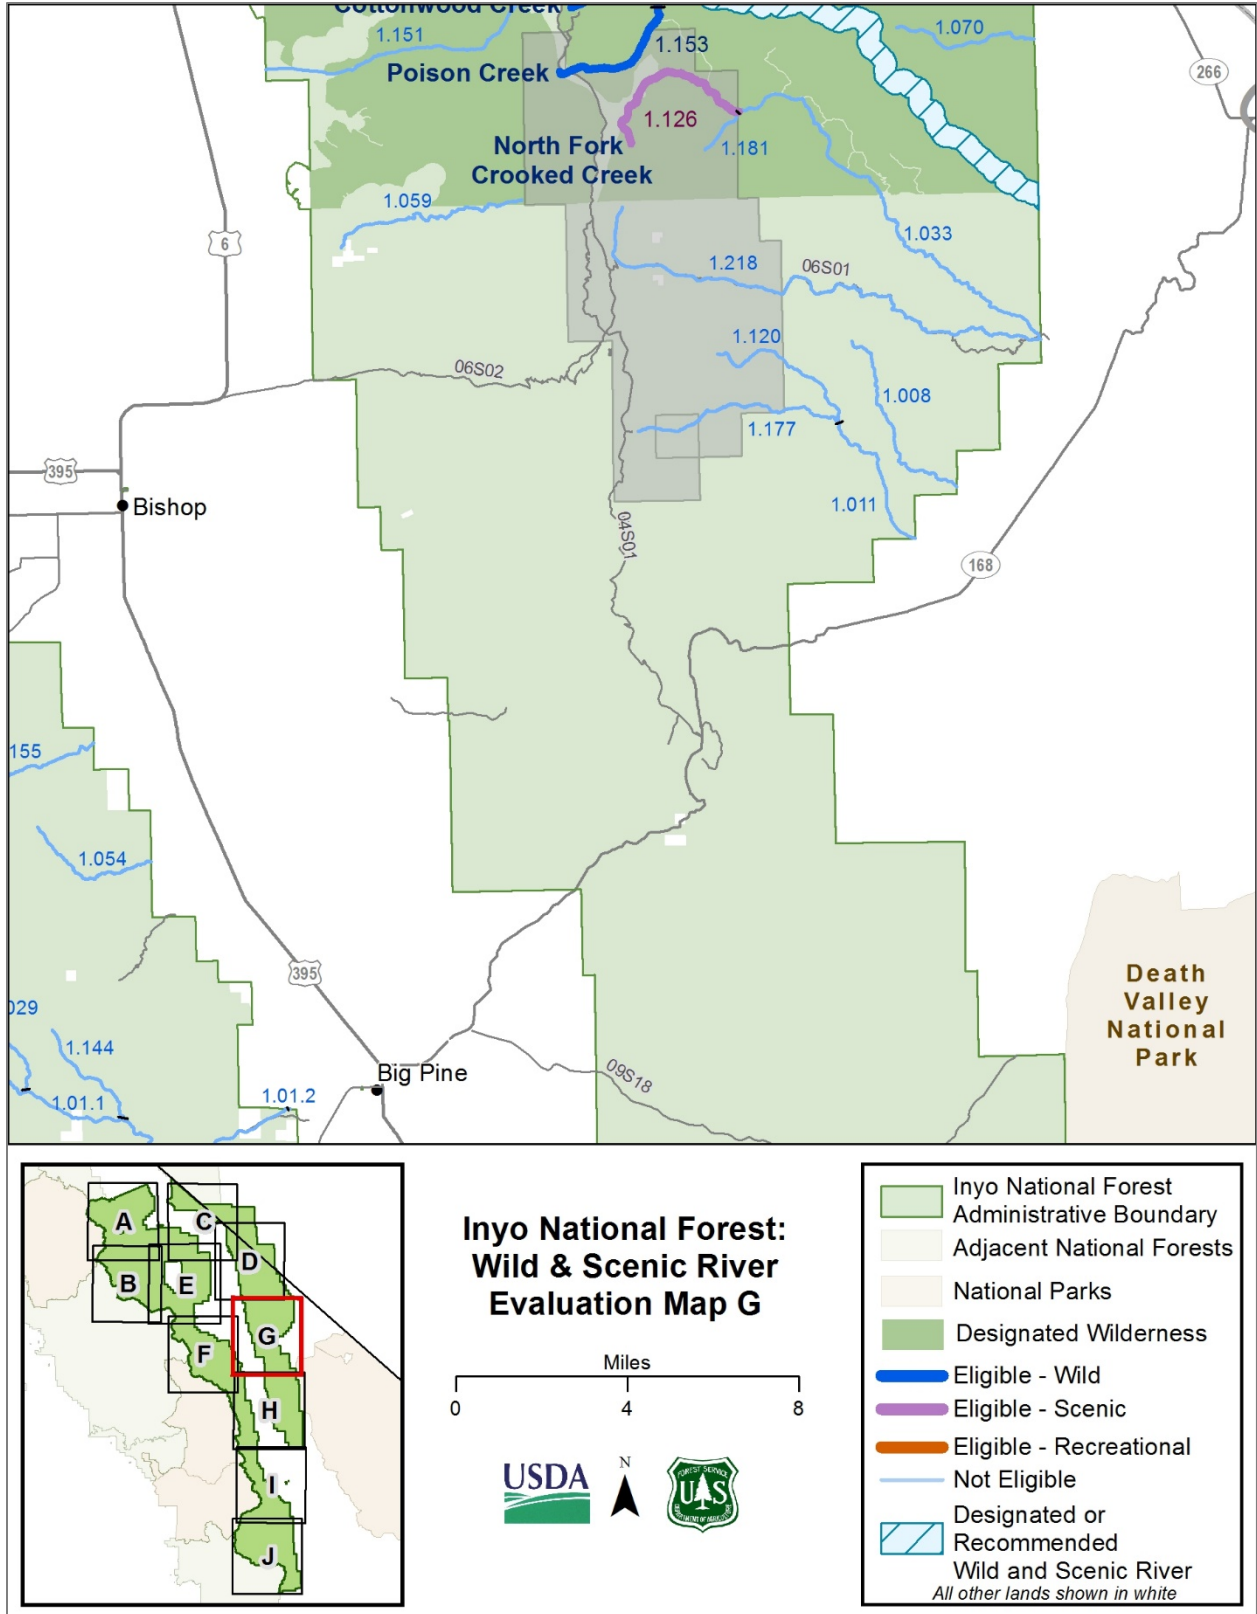 Cottonwood Creek
1.151
1.070
1.153
Poison Creek
266
1.126
North Fork
Crooked Creek
1.181
1.059
1.033
6
1.218
06S01
1.120
06S02
1.008
1.177
395
Bishop
1.011
04S01
168
155
1.054
Death
Valley
National
Park
395
029
1.144
Big Pine
09S18
1.01.1
1.01.2
A
C
D
B
E
G
F
H
I
J
Inyo National Forest:
Wild & Scenic River
Evaluation Map G
Miles
0 4 8
USDA
N
FOREST SERVICE
U S
DEPARTMENT OF AGRICULTURE
Inyo National Forest
Administrative Boundary
Adjacent National Forests
National Parks
Designated Wilderness
Eligible - Wild
Eligible - Scenic
Eligible - Recreational
Not Eligible
Designated or
Recommended
Wild and Scenic River
All other lands shown in white